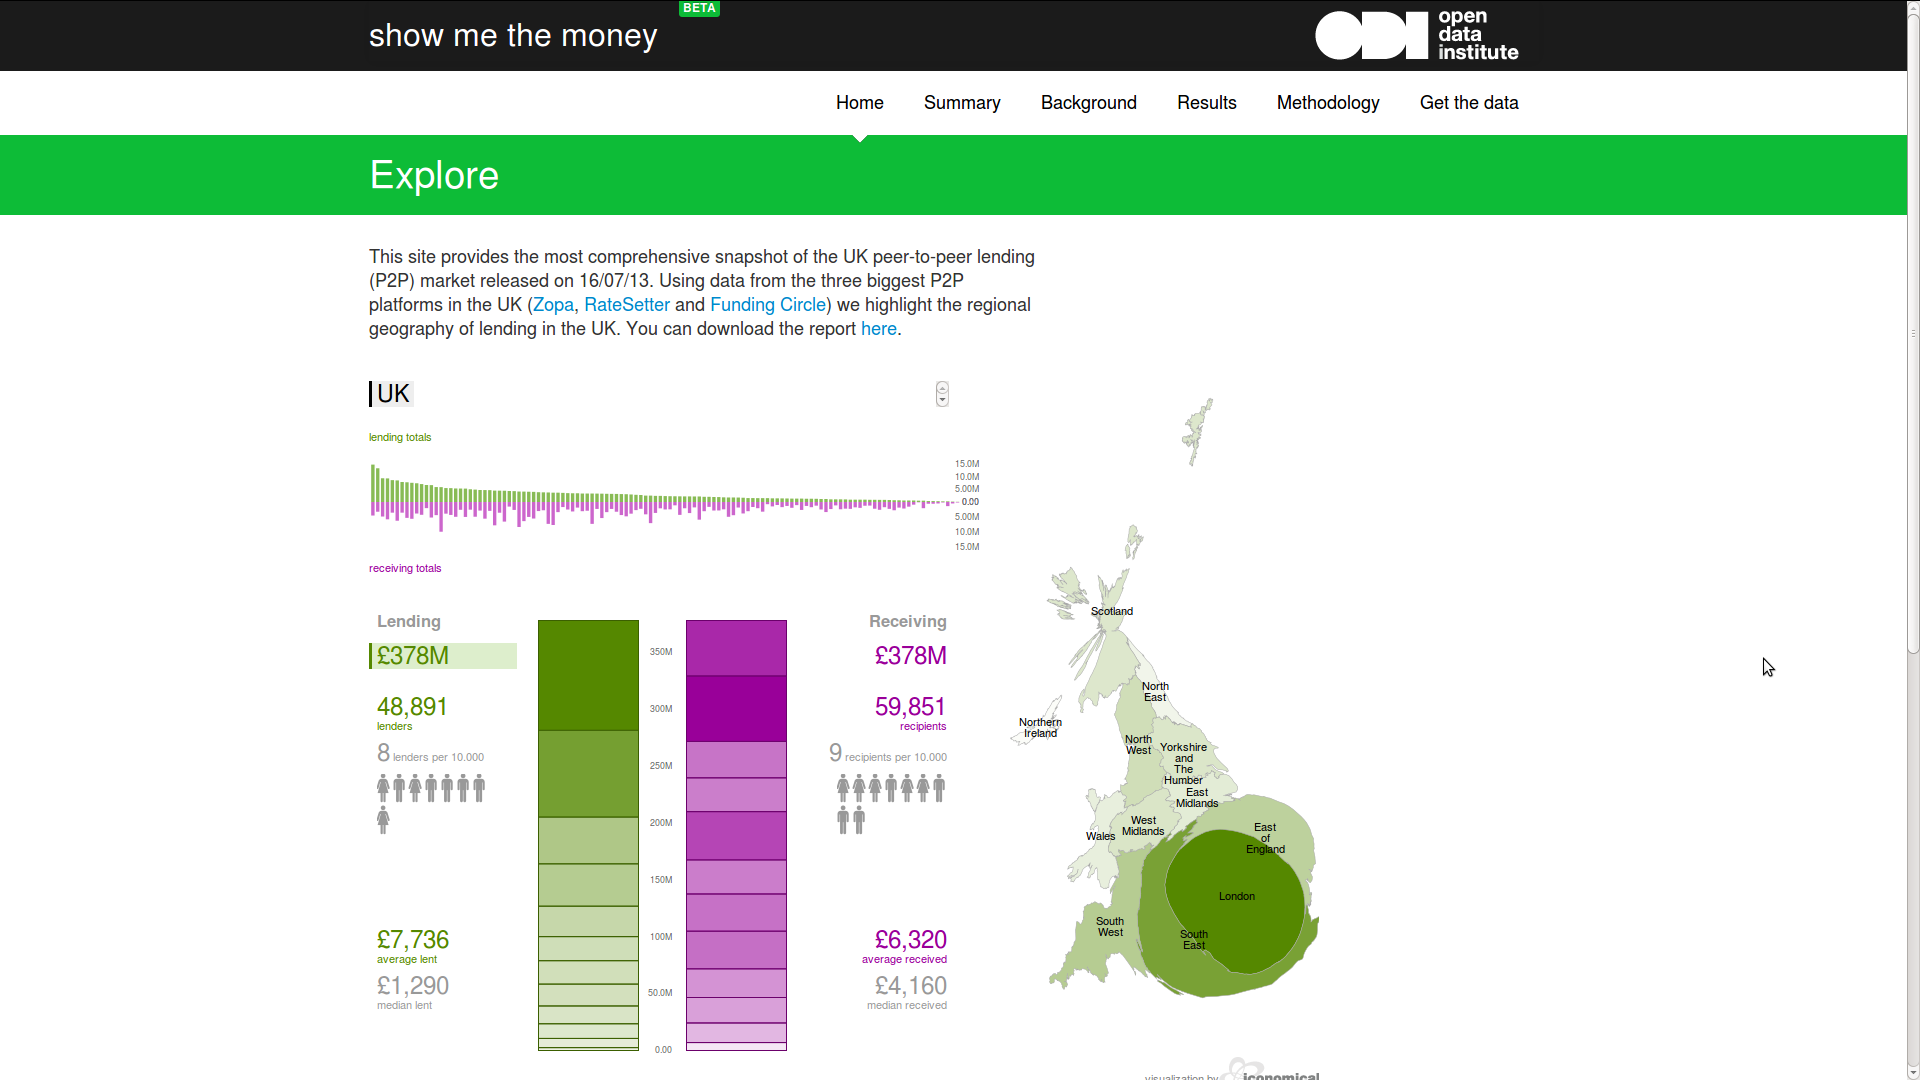 BETA
show me the money
open
data
institute
Home Summary Background Results Methodology Get the data
Explore
This site provides the most comprehensive snapshot of the UK peer-to-peer lending
(P2P) market released on 16/07/13. Using data from the three biggest P2P
platforms in the UK (Zopa, RateSetter and Funding Circle) we highlight the regional
geography of lending in the UK. You can download the report here.
UK
lending totals
15.0M
10.0M
5.00M
0.00
5.00M
10.0M
15.0M
receiving totals
Lending
£378M
48,891
lenders
8 lenders per 10.000
£7,736
average lent
£1,290
median lent
350M
300M
250M
200M
150M
100M
50.0M
0.00
Receiving
£378M
59,851
recipients
9 recipients per 10.000
£6,320
average received
£4,160
median received
Scotland
North
East
Northern
Ireland
North
West
Yorkshire
and
The
Humber
East
Midlands
West
Midlands
Wales
East
of
England
London
South
West
South
East
visualization by iconomical